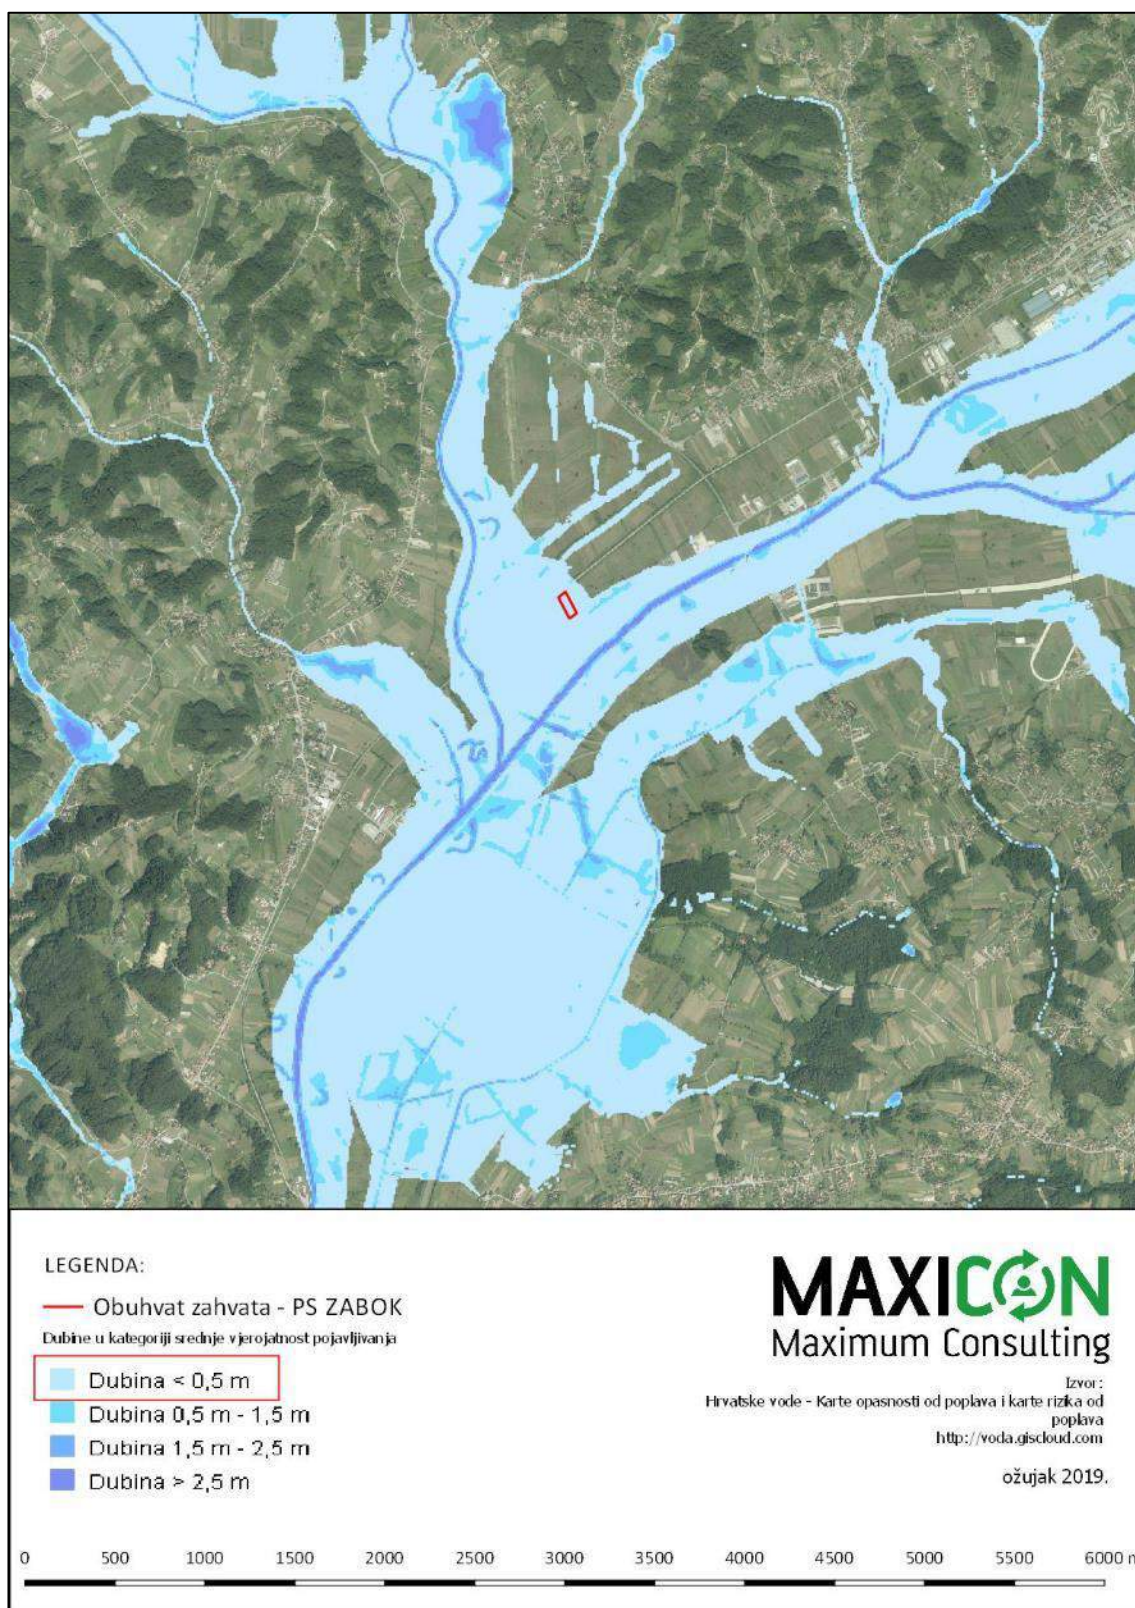 LEGENDA:
Obuhvat zahvata - PS ZABOK
Dubine u kategoriji srednje vjerojatnost pojavljivanja
Dubina < 0,5 m
Dubina 0,5 m - 1,5 m
Dubina 1,5 m - 2,5 m
Dubina > 2,5 m
MAXICON
Maximum Consulting
Izvor:
Hrvatske vode - Karte opasnosti od poplava i karte rizika od
poplava
http://voda.giscloud.com
ožujak 2019.
0 500 1000 1500 2000 2500 3000 3500 4000 4500 5000 5500 6000 m